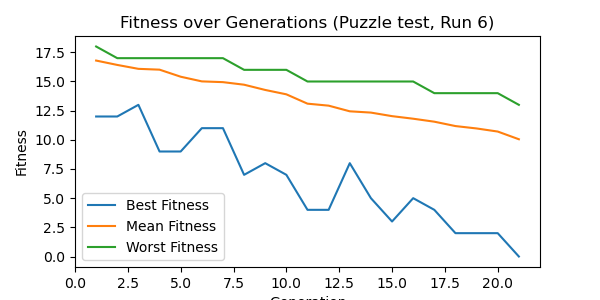 Fitness over Generations (Puzzle test, Run 6)
Fitness
17.5
15.0
12.5
10.0
7.5
5.0
2.5
0.0
Best Fitness
Mean Fitness
Worst Fitness
0.0 2.5 5.0 7.5 10.0 12.5 15.0 17.5 20.0
Generation